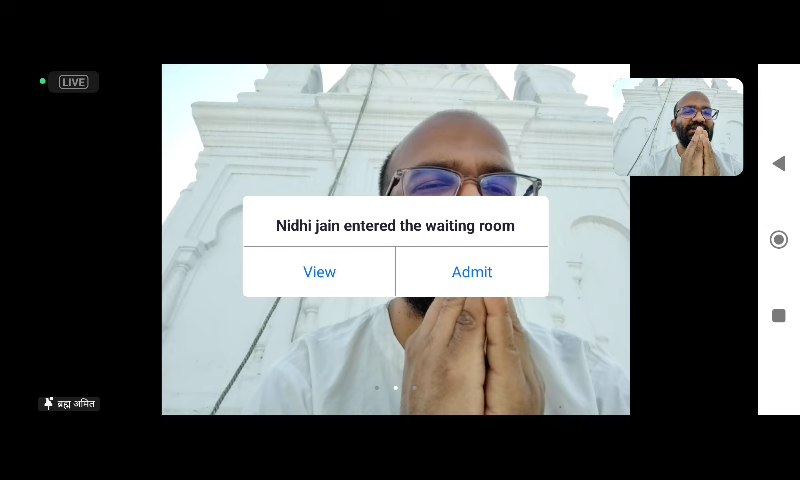 LIVE
Nidhi jain entered the waiting room
View
Admit
ब्रह्म अमित